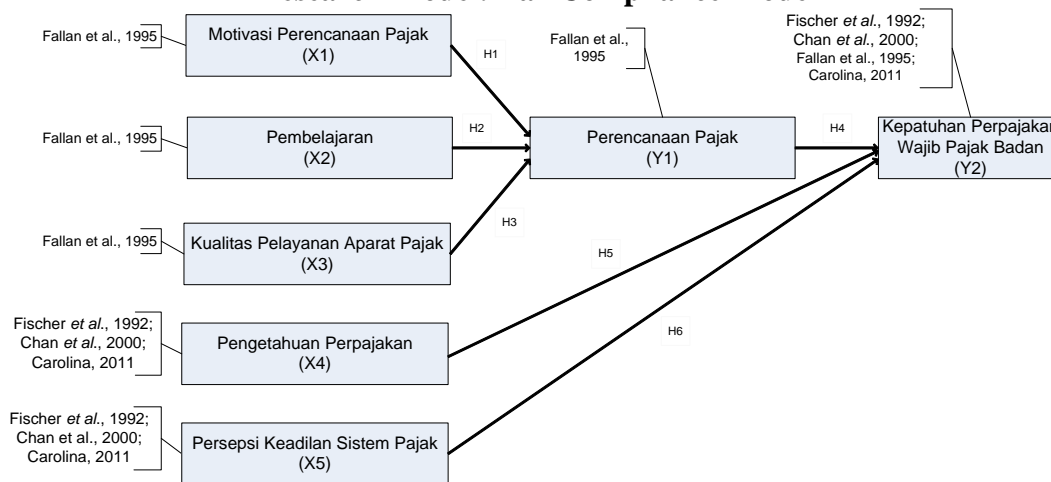 Compliance Model
Fallan et al., 1995
Motivasi Perencanaan Pajak
(X1)
H1
Fallan et al.,
1995
Fischer et al., 1992;
Chan et al., 2000;
Fallan et al., 1995;
Carolina, 2011
Fallan et al., 1995
Pembelajaran
(X2)
H2
Perencanaan Pajak
(Y1)
H4
Kepatuhan Perpajakan
Wajib Pajak Badan
(Y2)
Fallan et al., 1995
Kualitas Pelayanan Aparat Pajak
(X3)
H3
H5
Fischer et al., 1992;
Chan et al., 2000;
Carolina, 2011
Pengetahuan Perpajakan
(X4)
H6
Fischer et al., 1992;
Chan et al., 2000;
Carolina, 2011
Persepsi Keadilan Sistem Pajak
(X5)